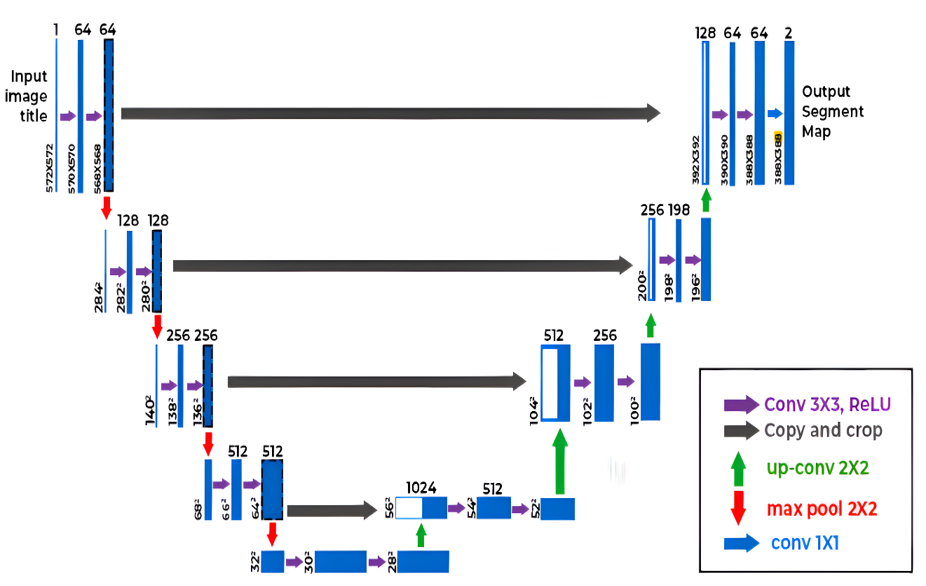 1 64 64
128 64 64 2
Input
image
title
Output
Segment
Map
572X572
570X570
568X568
392X392
390X390
388X388
388X388
128 128
256 198
284²
282²
280²
200²
198²
196²
256 256
512 256
140²
138²
136²
104²
102²
100²
512 512
1024 512
68²
66²
64²
56²
54²
52²
32²
30²
28²
Conv 3X3, ReLU
Copy and crop
up-conv 2X2
max pool 2X2
conv 1X1